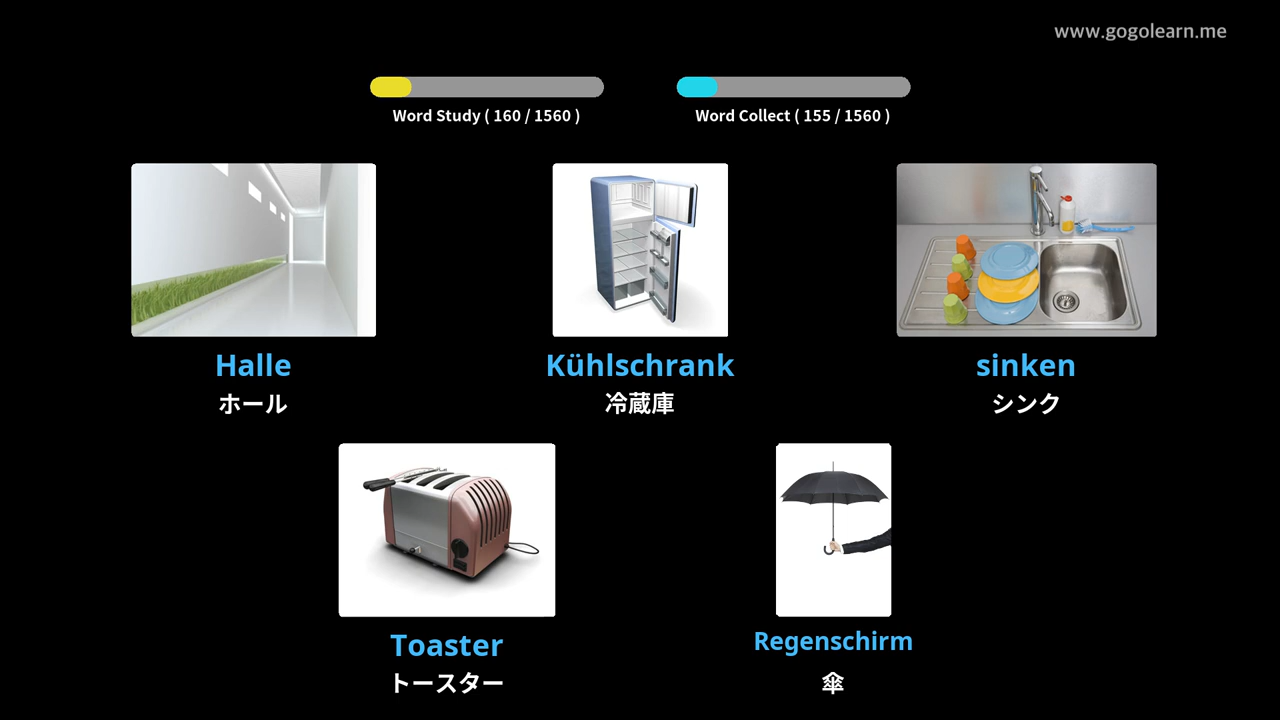 www.gogolearn.me
Word Study ( 160 / 1560 )
Word Collect ( 155 / 1560 )
Halle
ホール
Kühlschrank
冷蔵庫
sinken
シンク
Toaster
トースター
Regenschirm
傘